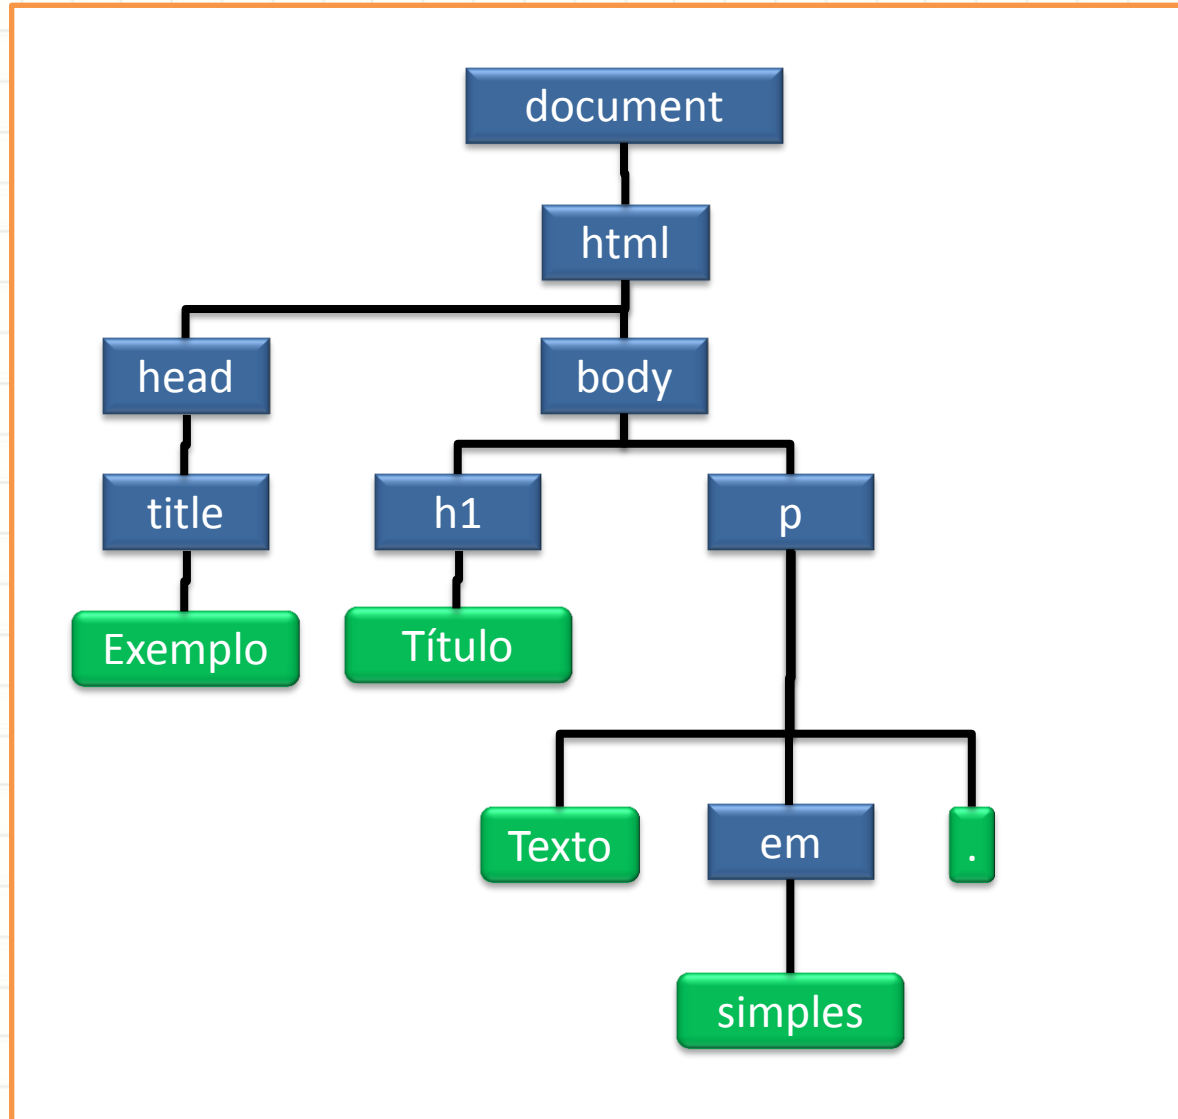 document
html
head
body
title
h1
p
Exemplo
Título
Texto
em
.
simples